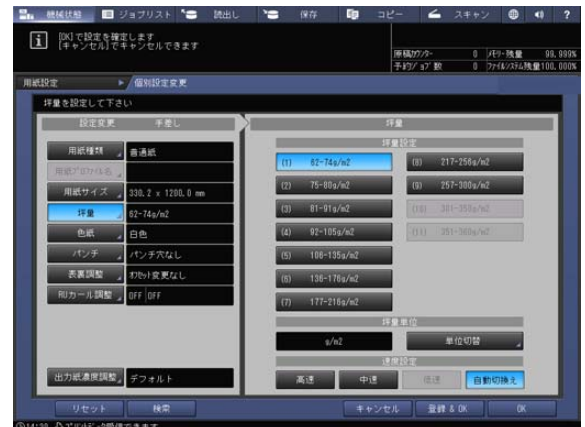 機械状態 ジョブリスト 読出し 保存 コピー スキャン ?
[OK]で設定を確定します
[キャンセル]でキャンセルできます
原稿ｶｳﾝﾀｰ 0 ﾒﾓﾘｰ残量 99.999%
予約ｼﾞｮﾌﾞ数 0 ﾌｧｲﾙｼｽﾃﾑ残量100.000%
用紙設定 個別設定変更
坪量を設定して下さい
設定変更 手差し
坪量
用紙種類 普通紙
用紙ﾌﾟﾛﾌｧｲﾙ名
用紙サイズ 330.2 x 1200.0 mm
坪量 62-74g/m2
色紙 白色
パンチ パンチ穴なし
表裏調整 ｵﾌｾｯﾄ変更なし
RUカール調整 OFF OFF
出力紙濃度調整 デフォルト
坪量設定
(1) 62-74g/m2
(2) 75-80g/m2
(3) 81-91g/m2
(4) 92-105g/m2
(5) 106-135g/m2
(6) 136-176g/m2
(7) 177-216g/m2
(8) 217-256g/m2
(9) 257-300g/m2
(10) 301-350g/m2
(11) 351-360g/m2
坪量単位
g/m2 単位切替
速度設定
高速 中速 低速 自動切換え
リセット 検索 キャンセル 登録 & OK OK